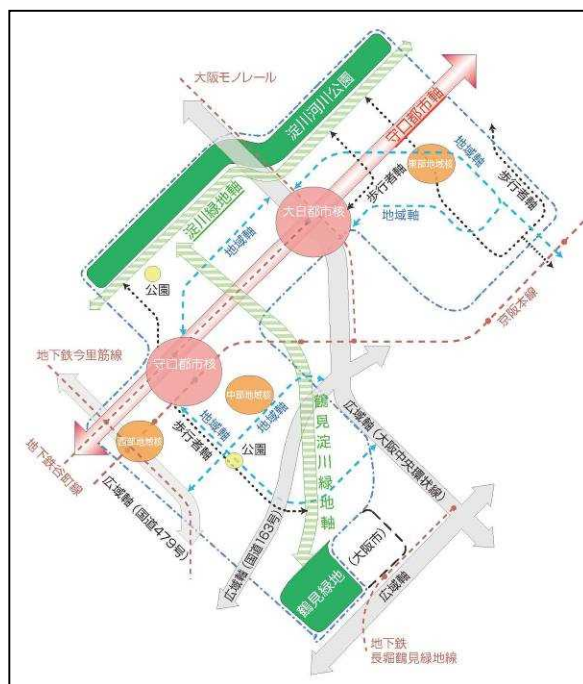 大阪モノレール
淀川河川公園
守口都市軸
地域軸
東部地域核
歩行者軸
歩行者軸
淀川緑地軸
大日都市核
地域軸
地域軸
公園
京阪本線
地下鉄今里筋線
守口都市核
中部地域核
地域軸
地域軸
歩行者軸
西部地域核
公園
鶴見淀川緑地軸
広域軸(大阪中央環状線)
地下鉄谷町線
広域軸(国道479号)
広域軸(国道163号)
(大阪市)
広域軸
鶴見緑地
地下鉄
長堀鶴見緑地線